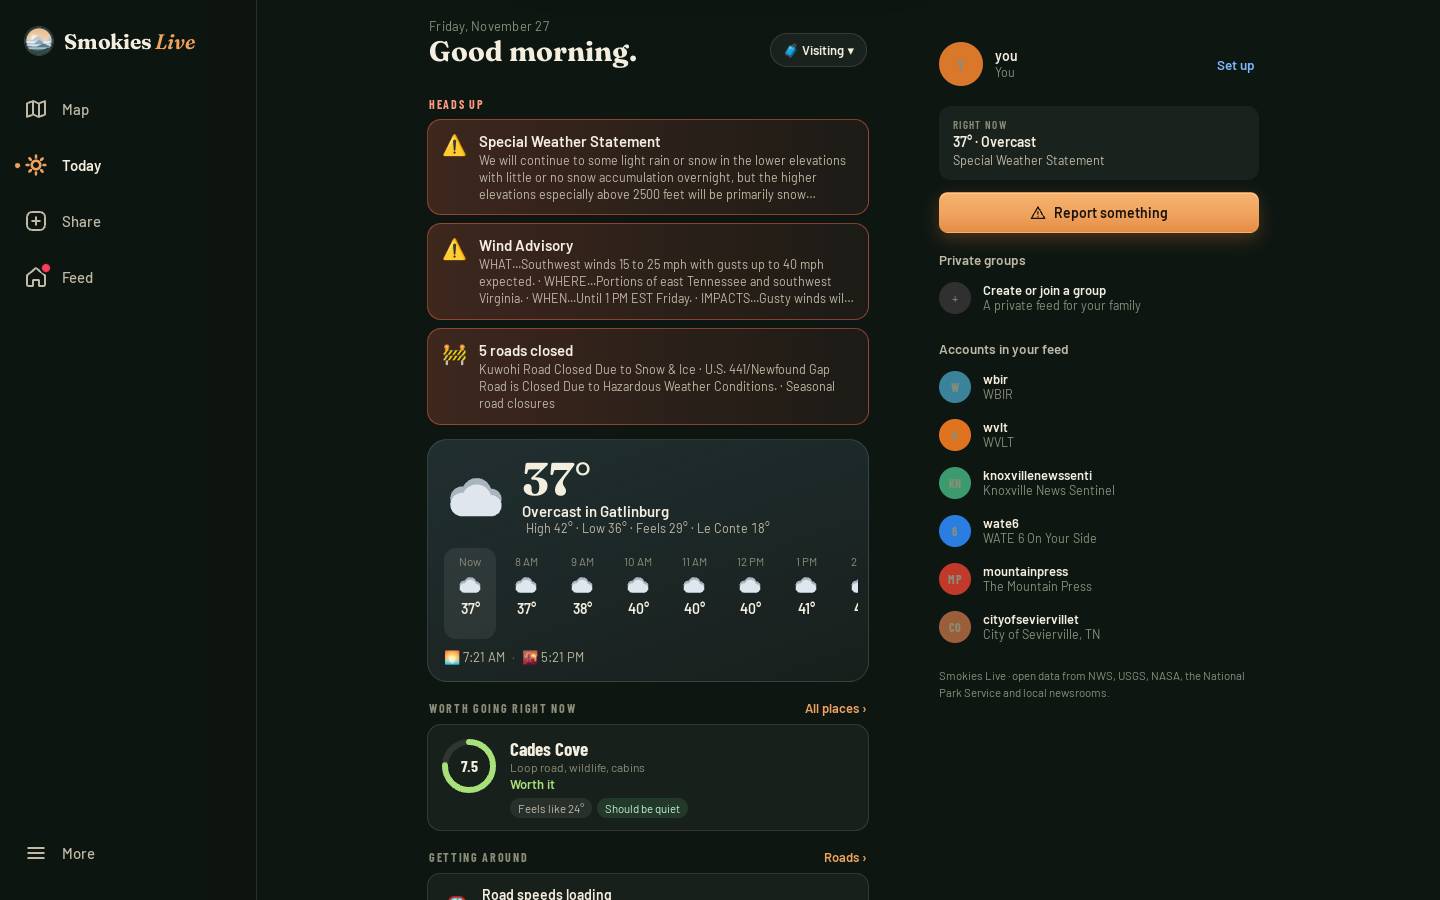 Smokies Live
Map
Today
Share
Feed
More
Friday, November 27
Good morning.
Visiting ▾
HEADS UP
Special Weather Statement
We will continue to some light rain or snow in the lower elevations
with little or no snow accumulation overnight, but the higher
elevations especially above 2500 feet will be primarily snow…
Wind Advisory
WHAT...Southwest winds 15 to 25 mph with gusts up to 40 mph
expected. · WHERE...Portions of east Tennessee and southwest
Virginia. · WHEN...Until 1 PM EST Friday. · IMPACTS...Gusty winds wil…
5 roads closed
Kuwohi Road Closed Due to Snow & Ice · U.S. 441/Newfound Gap
Road is Closed Due to Hazardous Weather Conditions. · Seasonal
road closures
37°
Overcast in Gatlinburg
High 42° · Low 36° · Feels 29° · Le Conte 18°
Now 8 AM 9 AM 10 AM 11 AM 12 PM 1 PM 2
37° 37° 38° 40° 40° 40° 41° 4
7:21 AM · 5:21 PM
WORTH GOING RIGHT NOW
All places ›
7.5
Cades Cove
Loop road, wildlife, cabins
Worth it
Feels like 24°
Should be quiet
GETTING AROUND
Roads ›
Road speeds loading
you
You
Set up
RIGHT NOW
37° · Overcast
Special Weather Statement
Report something
Private groups
+
Create or join a group
A private feed for your family
Accounts in your feed
W
wbir
WBIR
wvlt
WVLT
KN
knoxvillenewssenti
Knoxville News Sentinel
6
wate6
WATE 6 On Your Side
MP
mountainpress
The Mountain Press
CO
cityofseviervillet
City of Sevierville, TN
Smokies Live · open data from NWS, USGS, NASA, the National
Park Service and local newsrooms.